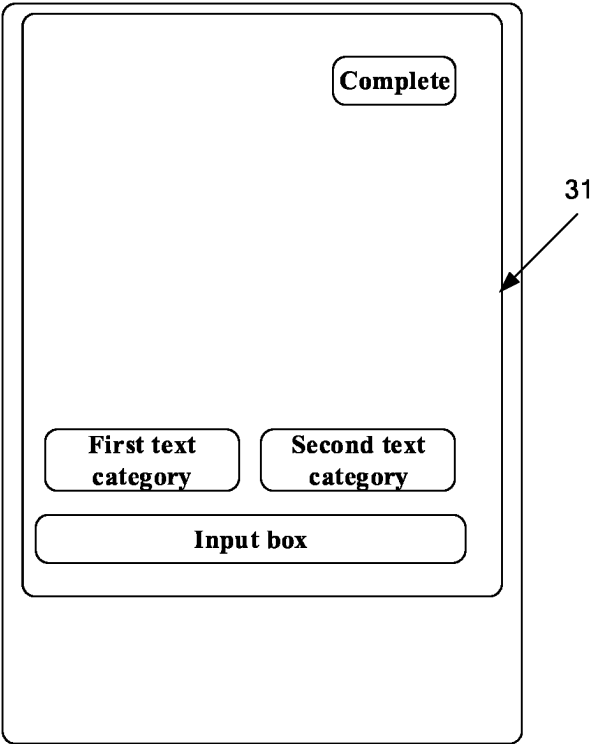 Complete
31
First text
category
Second text
category
Input box